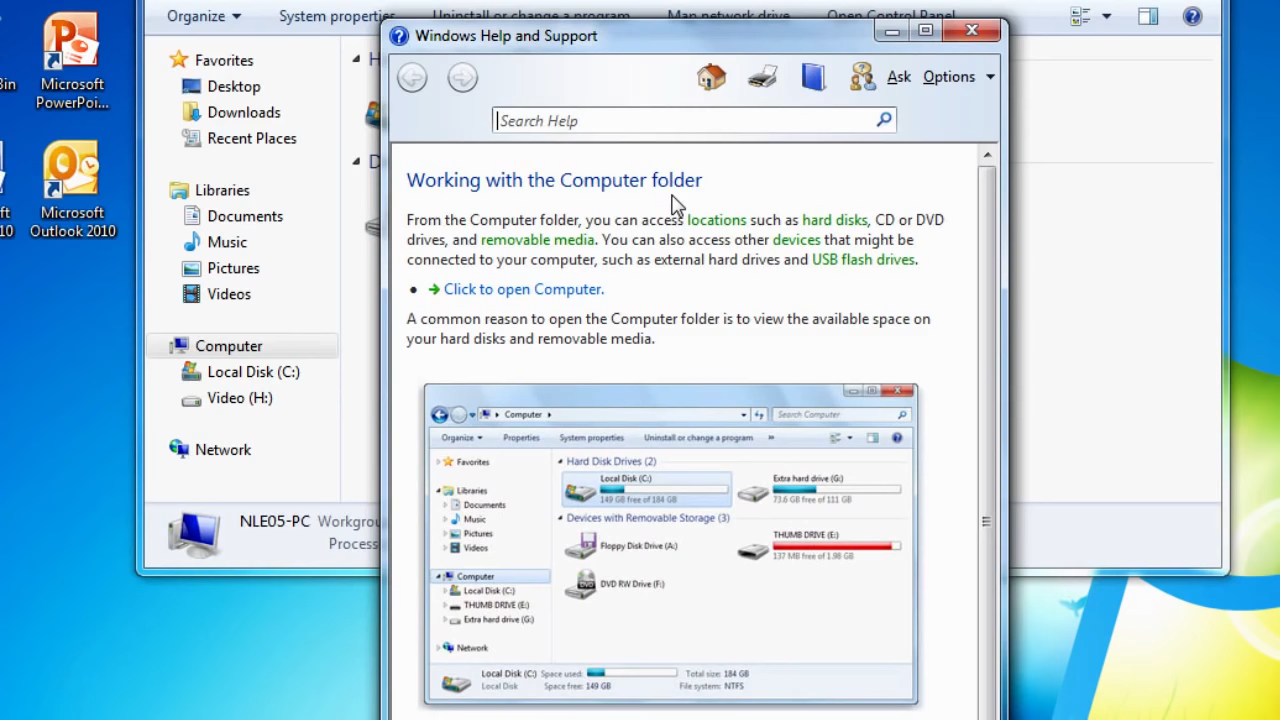 Organize
System properties
Uninstall or change a program
Map network drive
Open Control Panel
Bin
Microsoft
PowerPoi...
Microsoft
Outlook 2010
10
Favorites
Desktop
Downloads
Recent Places
Libraries
Documents
Music
Pictures
Videos
Computer
Local Disk (C:)
Video (H:)
Network
NLE05-PC Workgrou
Process
Windows Help and Support
Ask
Options
Search Help
Working with the Computer folder
From the Computer folder, you can access locations such as hard disks, CD or DVD
drives, and removable media. You can also access other devices that might be
connected to your computer, such as external hard drives and USB flash drives.
Click to open Computer.
A common reason to open the Computer folder is to view the available space on
your hard disks and removable media.
Computer
Search Computer
Organize
Properties
System properties
Uninstall or change a program
»
Favorites
Libraries
Documents
Music
Pictures
Videos
Computer
Local Disk (C:)
THUMB DRIVE (E:)
Extra hard drive (G:)
Network
Hard Disk Drives (2)
Local Disk (C:)
149 GB free of 184 GB
Extra hard drive (G:)
73.6 GB free of 111 GB
Devices with Removable Storage (3)
Floppy Disk Drive (A:)
THUMB DRIVE (E:)
137 MB free of 1.98 GB
DVD RW Drive (F:)
Local Disk (C:) Space used: Total size: 184 GB
Local Disk Space free: 149 GB File system: NTFS